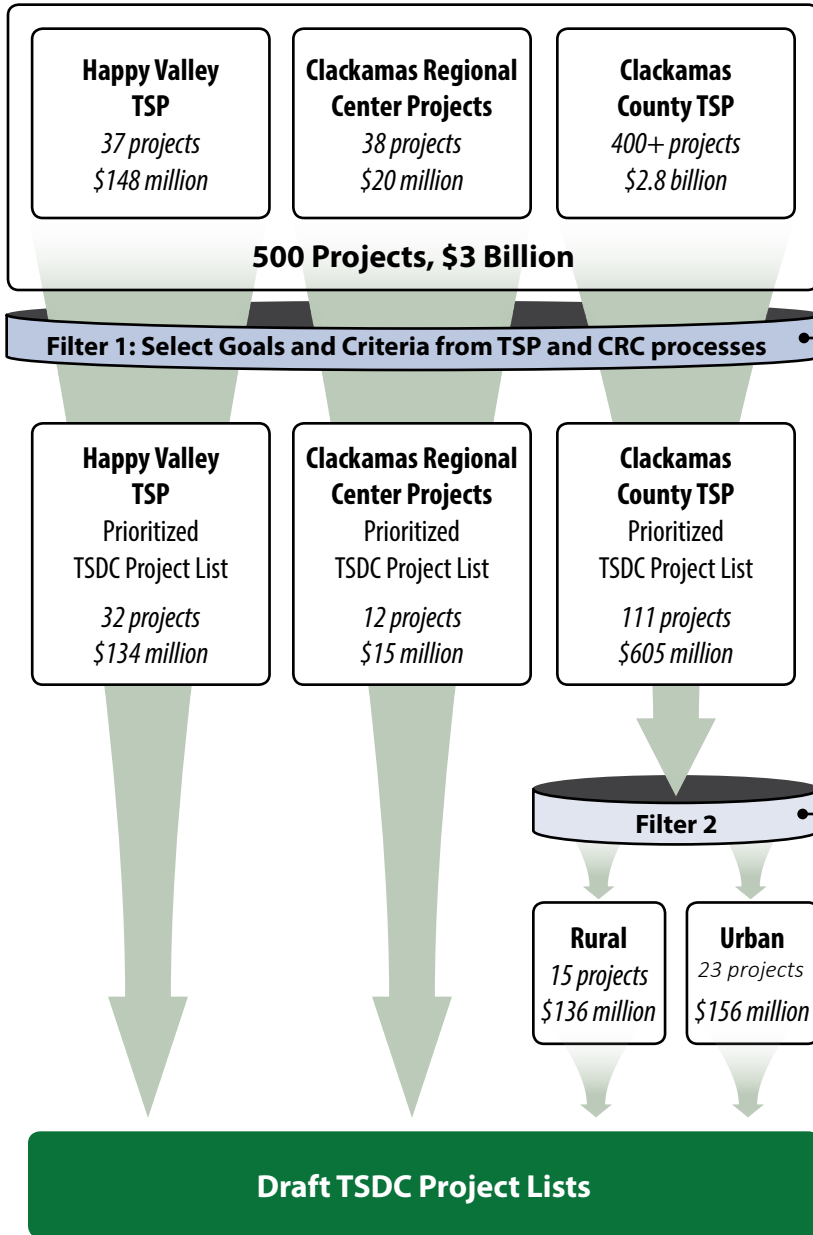 Happy Valley
TSP
37 projects
$148 million
Clackamas Regional
Center Projects
38 projects
$20 million
Clackamas
County TSP
400+ projects
$2.8 billion
500 Projects, $3 Billion
Filter 1: Select Goals and Criteria from TSP and CRC processes
Happy Valley
TSP
Prioritized
TSDC Project List
32 projects
$134 million
Clackamas Regional
Center Projects
Prioritized
TSDC Project List
12 projects
$15 million
Clackamas
County TSP
Prioritized
TSDC Project List
111 projects
$605 million
Filter 2
Rural
15 projects
$136 million
Urban
23 projects
$156 million
Draft TSDC Project Lists